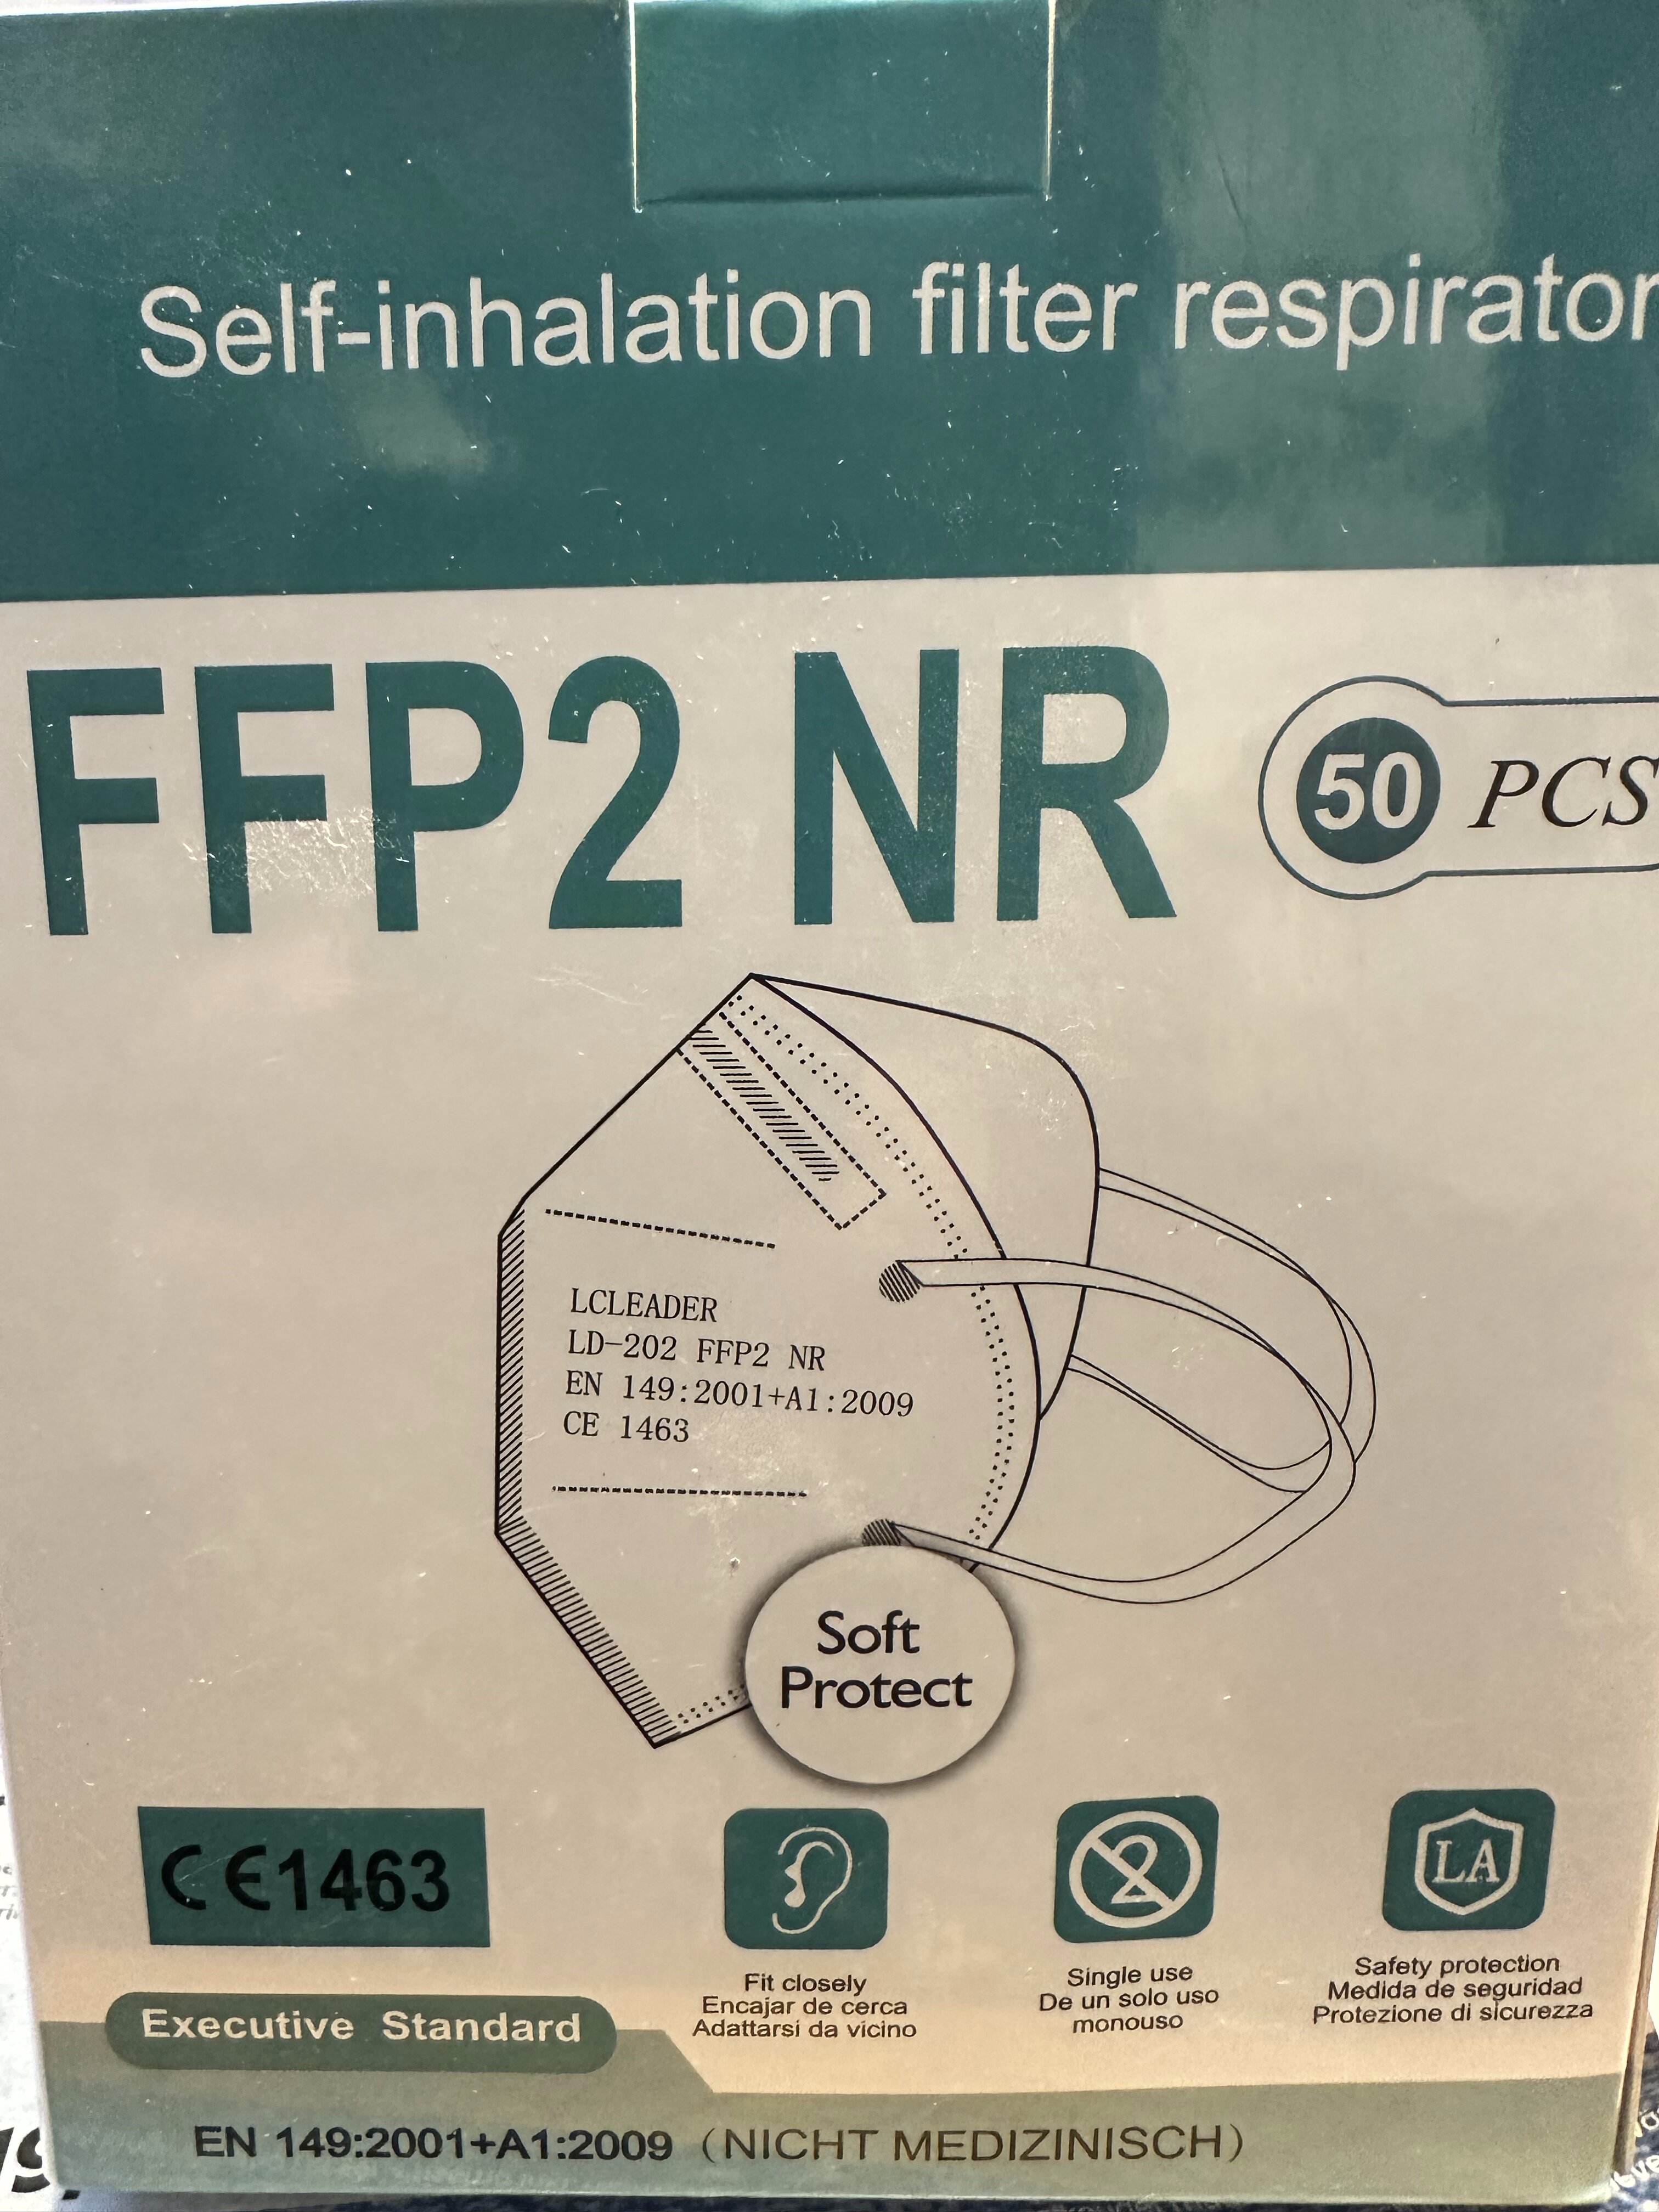 Self-inhalation filter respirator
FFP2 NR
50 PCS
LCLEADER
LD-202 FFP2 NR
EN 149:2001+A1:2009
CE 1463
Soft
Protect
CE1463
LA
Fit closely
Encajar de cerca
Adattarsi da vicino
Single use
De un solo uso
monouso
Safety protection
Medida de seguridad
Protezione di sicurezza
Executive Standard
EN 149:2001+A1:2009 (NICHT MEDIZINISCH)